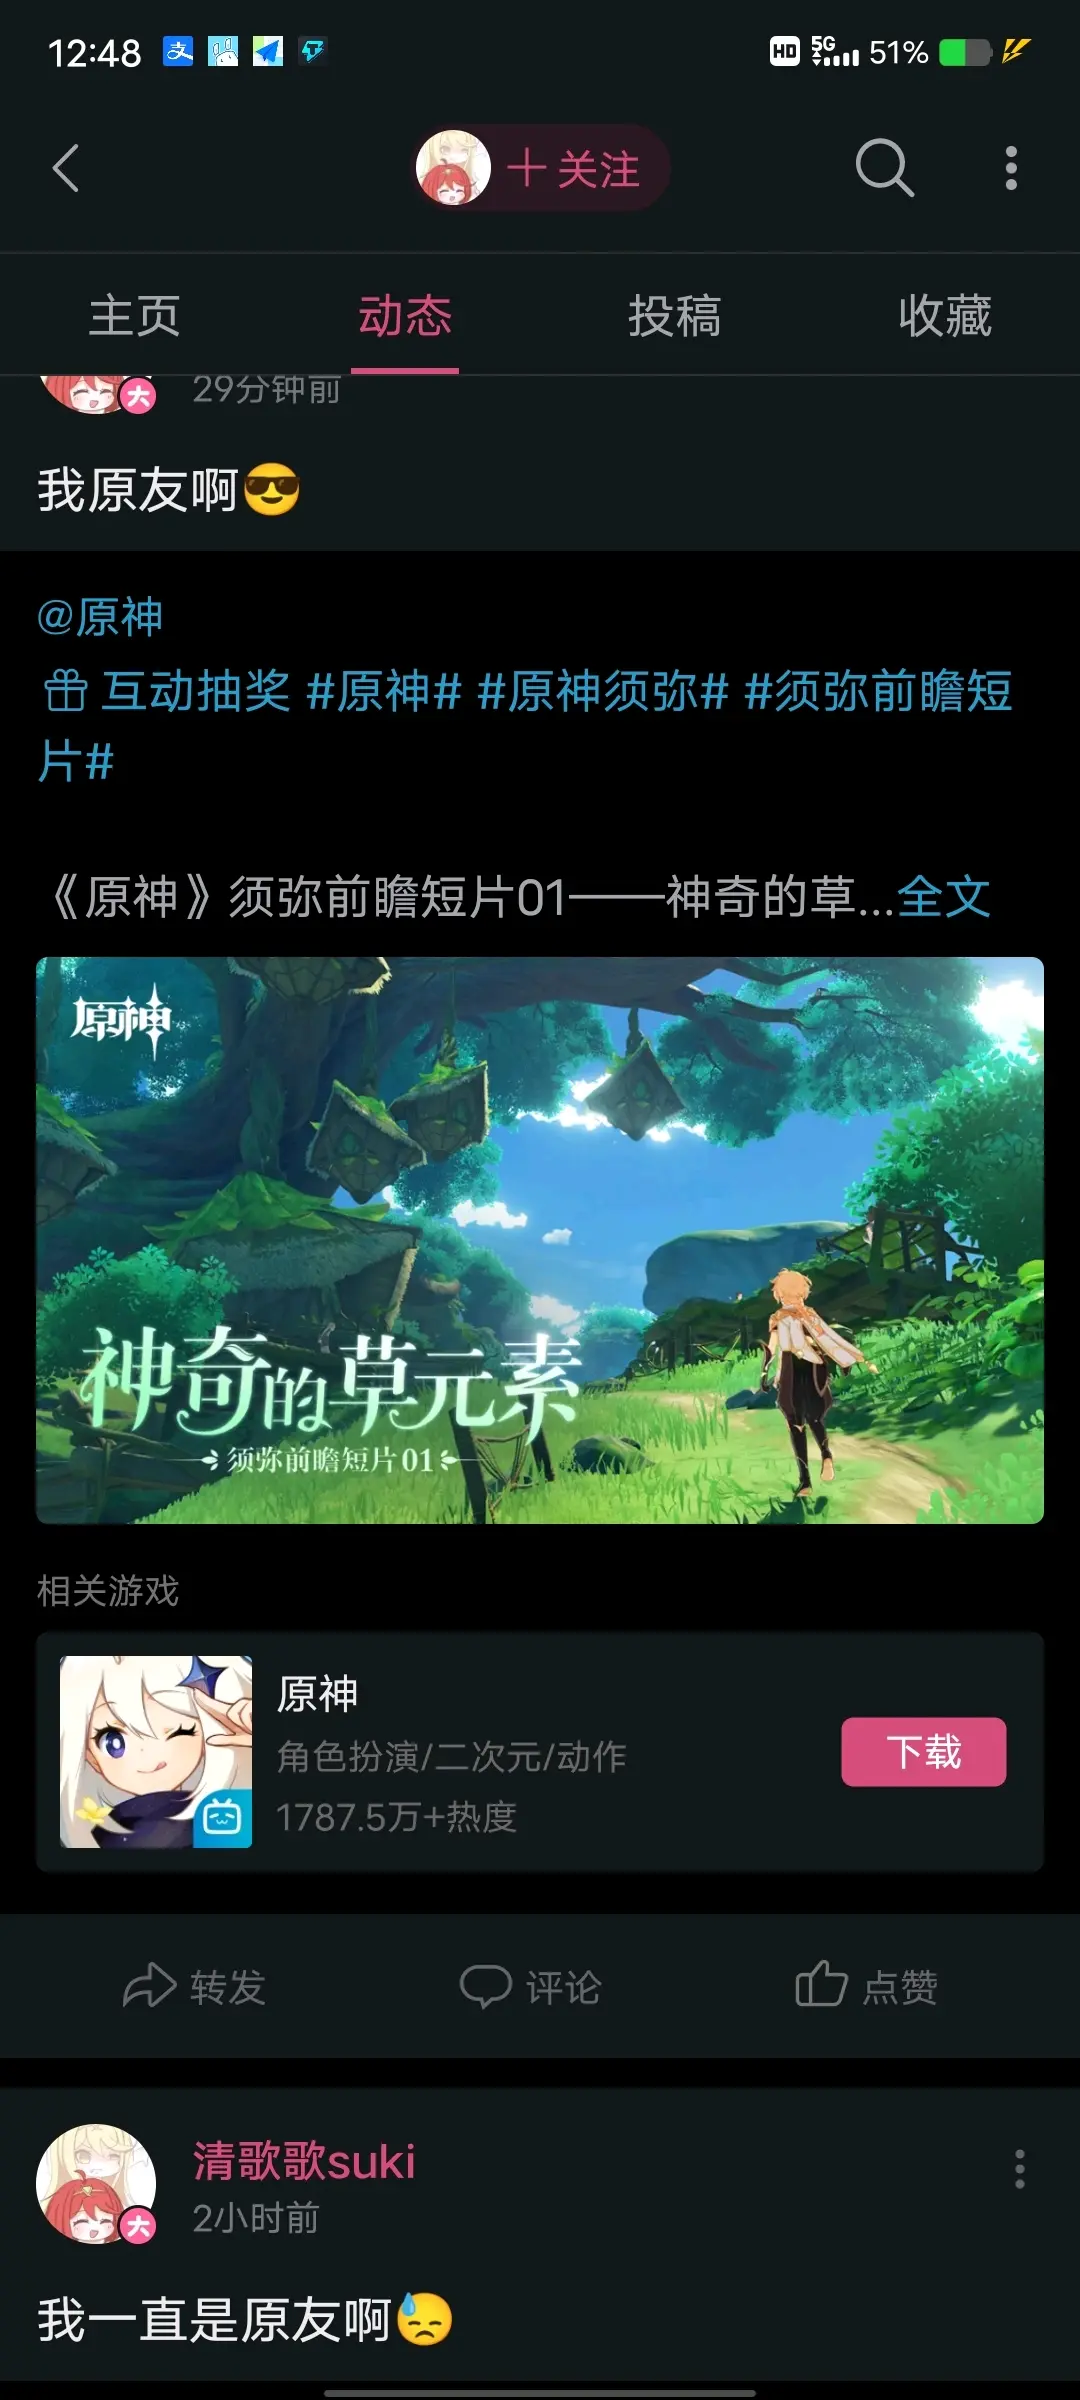 12:48
支
HD 5G 51%
十关注
主页 动态 投稿 收藏
大 29分钟前
我原友啊😎
@原神
互动抽奖 #原神# #原神须弥# #须弥前瞻短
片#
《原神》须弥前瞻短片01——神奇的草...全文
原神
神奇的草元素
须弥前瞻短片01
相关游戏
原神
角色扮演/二次元/动作
1787.5万+热度
下载
转发 评论 点赞
清歌歌suki
大 2小时前
我一直是原友啊😓